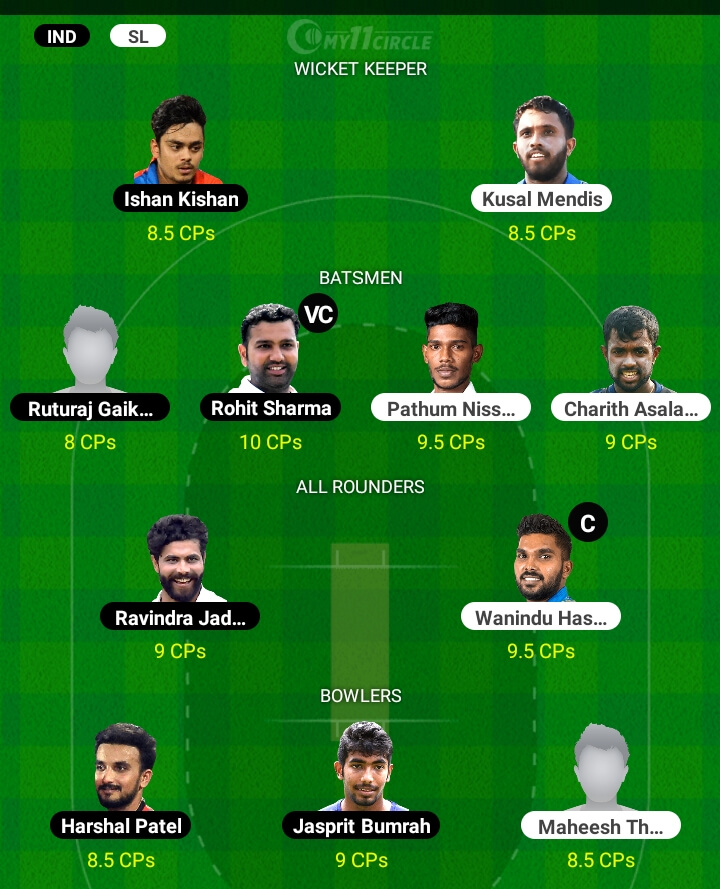 IND SL
MY11CIRCLE
WICKET KEEPER
Ishan Kishan Kusal Mendis
8.5 CPs 8.5 CPs
BATSMEN
VC
Ruturaj Gaik... Rohit Sharma Pathum Niss... Charith Asala...
8 CPs 10 CPs 9.5 CPs 9 CPs
ALL ROUNDERS
C
Ravindra Jad... Wanindu Has...
9 CPs 9.5 CPs
BOWLERS
Harshal Patel Jasprit Bumrah Maheesh Th...
8.5 CPs 9 CPs 8.5 CPs